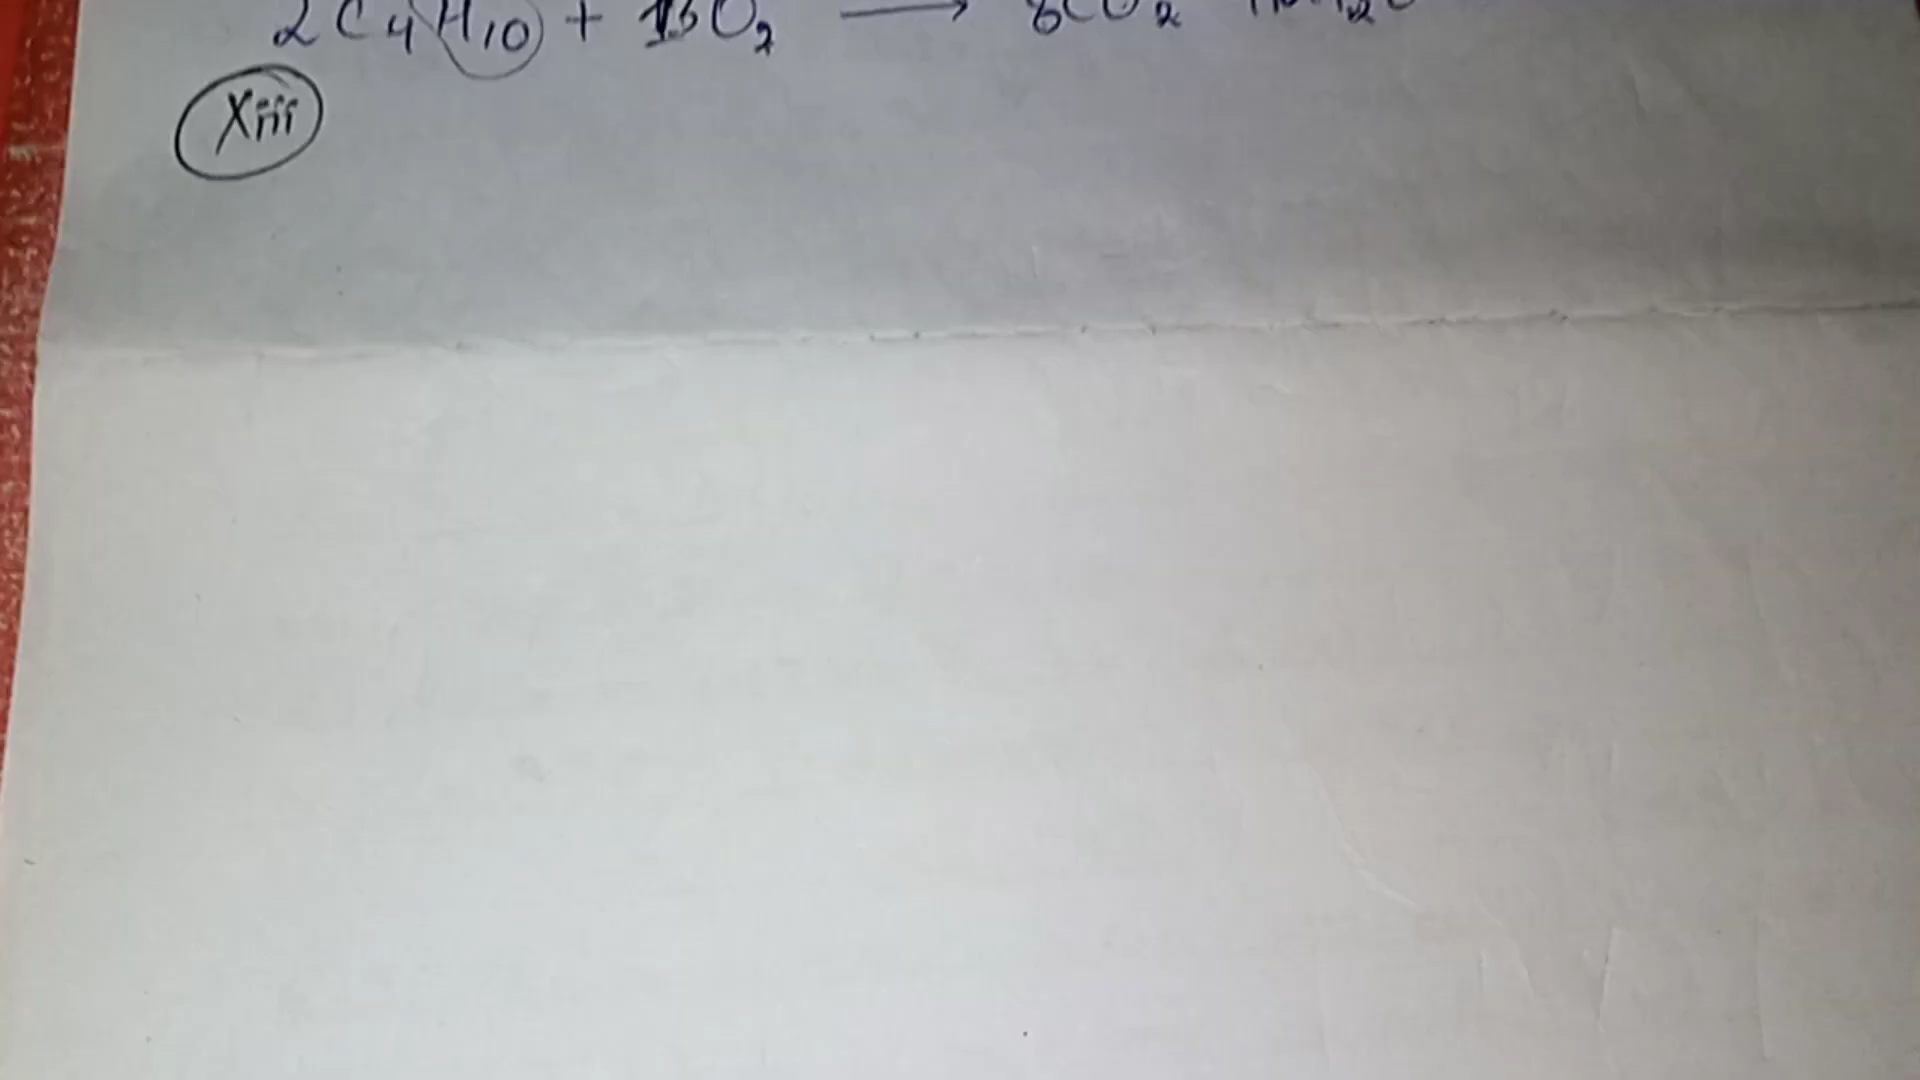 2C₄H₁₀ + 13O₂ → 8CO₂
Xiii